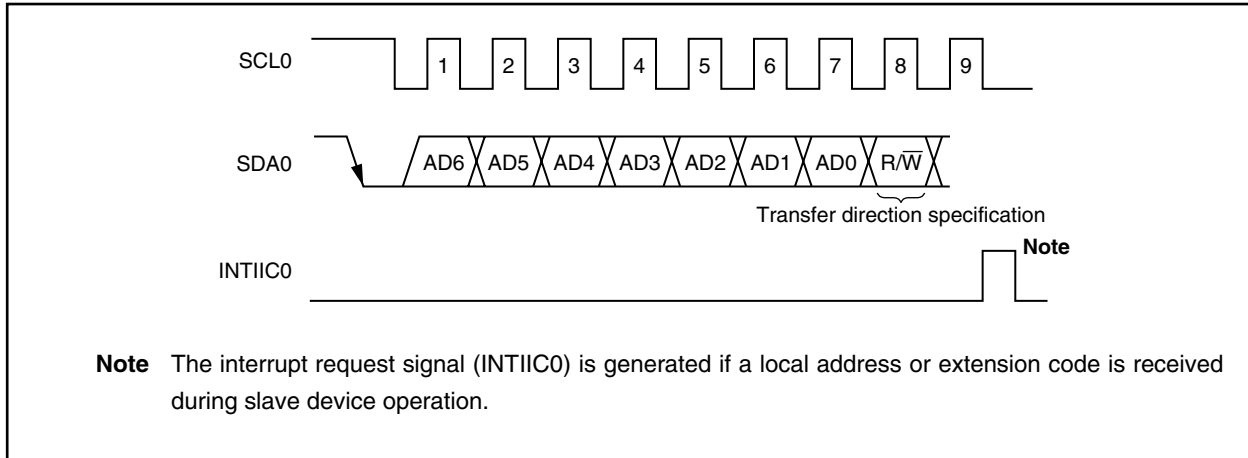 SCL0 1 2 3 4 5 6 7 8 9
SDA0 AD6 AD5 AD4 AD3 AD2 AD1 AD0 R/W̅
Transfer direction specification
Note
INTIIC0
Note The interrupt request signal (INTIIC0) is generated if a local address or extension code is received
during slave device operation.